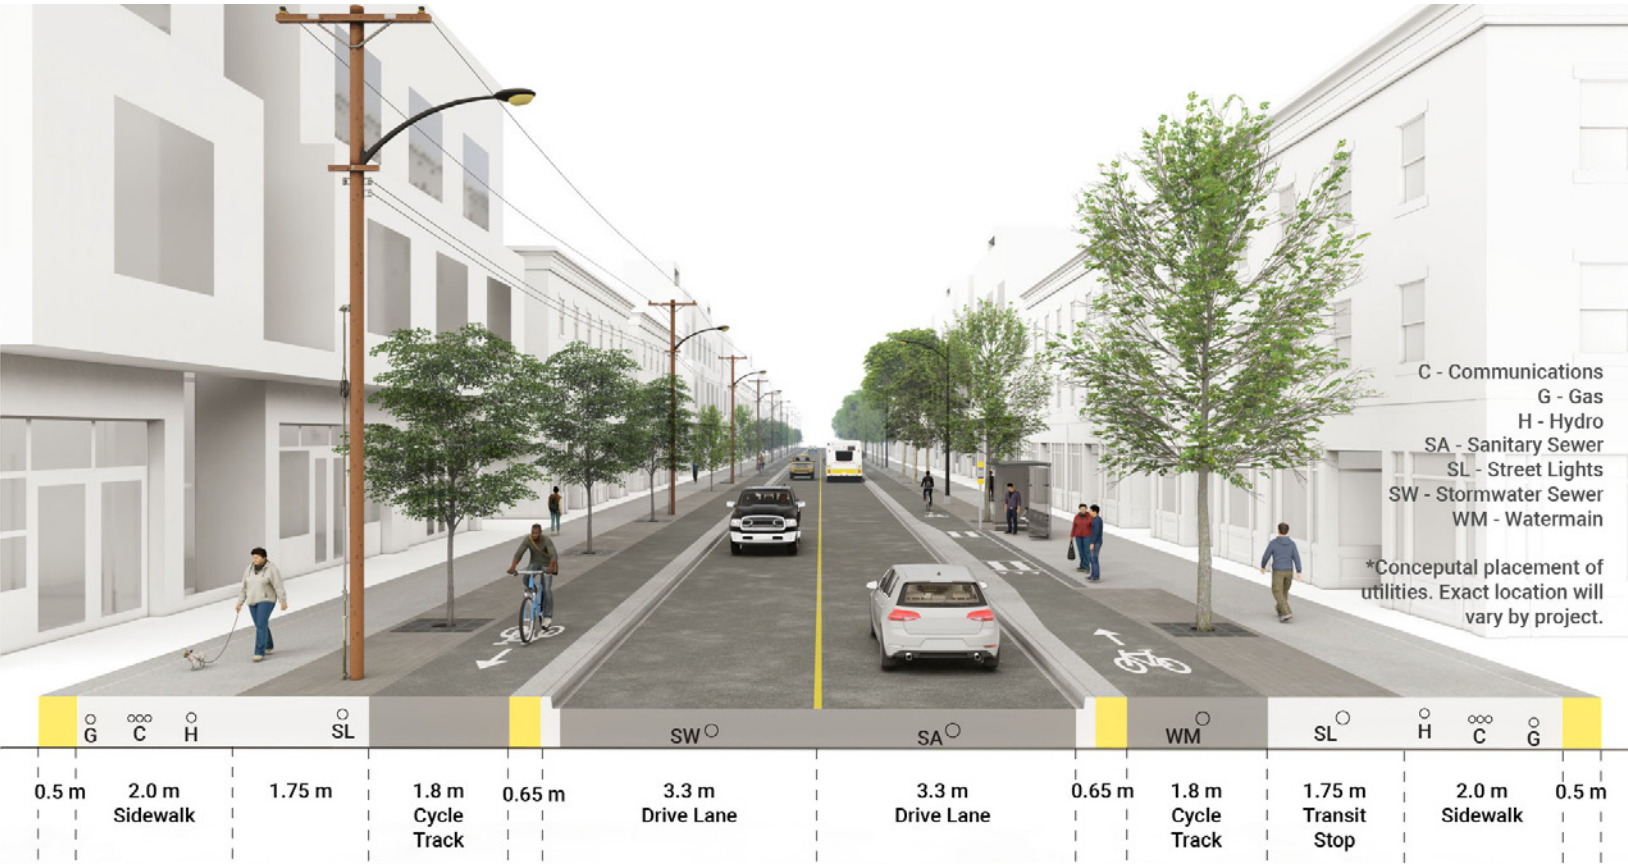 C - Communications
G - Gas
H - Hydro
SA - Sanitary Sewer
SL - Street Lights
SW - Stormwater Sewer
WM - Watermain
*Conceputal placement of
utilities. Exact location will
vary by project.
G C H SL SW SA WM SL H C G
0.5 m 2.0 m 1.75 m 1.8 m 0.65 m 3.3 m 3.3 m 0.65 m 1.8 m 1.75 m 2.0 m 0.5 m
Sidewalk Cycle Drive Lane Drive Lane Cycle Transit Sidewalk
Track Track Stop